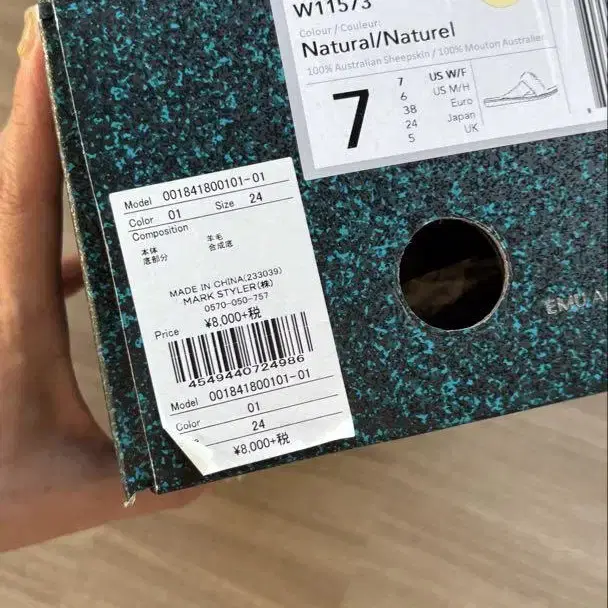 W11573
Colour / Couleur:
Natural/Naturel
100% Australian Sheepskin / 100% Mouton Australien
7
7 US W/F
6 US M/H
38 Euro
24 Japan
5 UK
Model 001841800101-01
Color 01 Size 24
Composition
本体 羊毛
底部分 合成底
MADE IN CHINA(233039)
MARK STYLER(株)
0570-050-757
Price ¥8,000+税
4549440724986
Model 001841800101-01
Color 01
24
¥8,000+税
EMU A